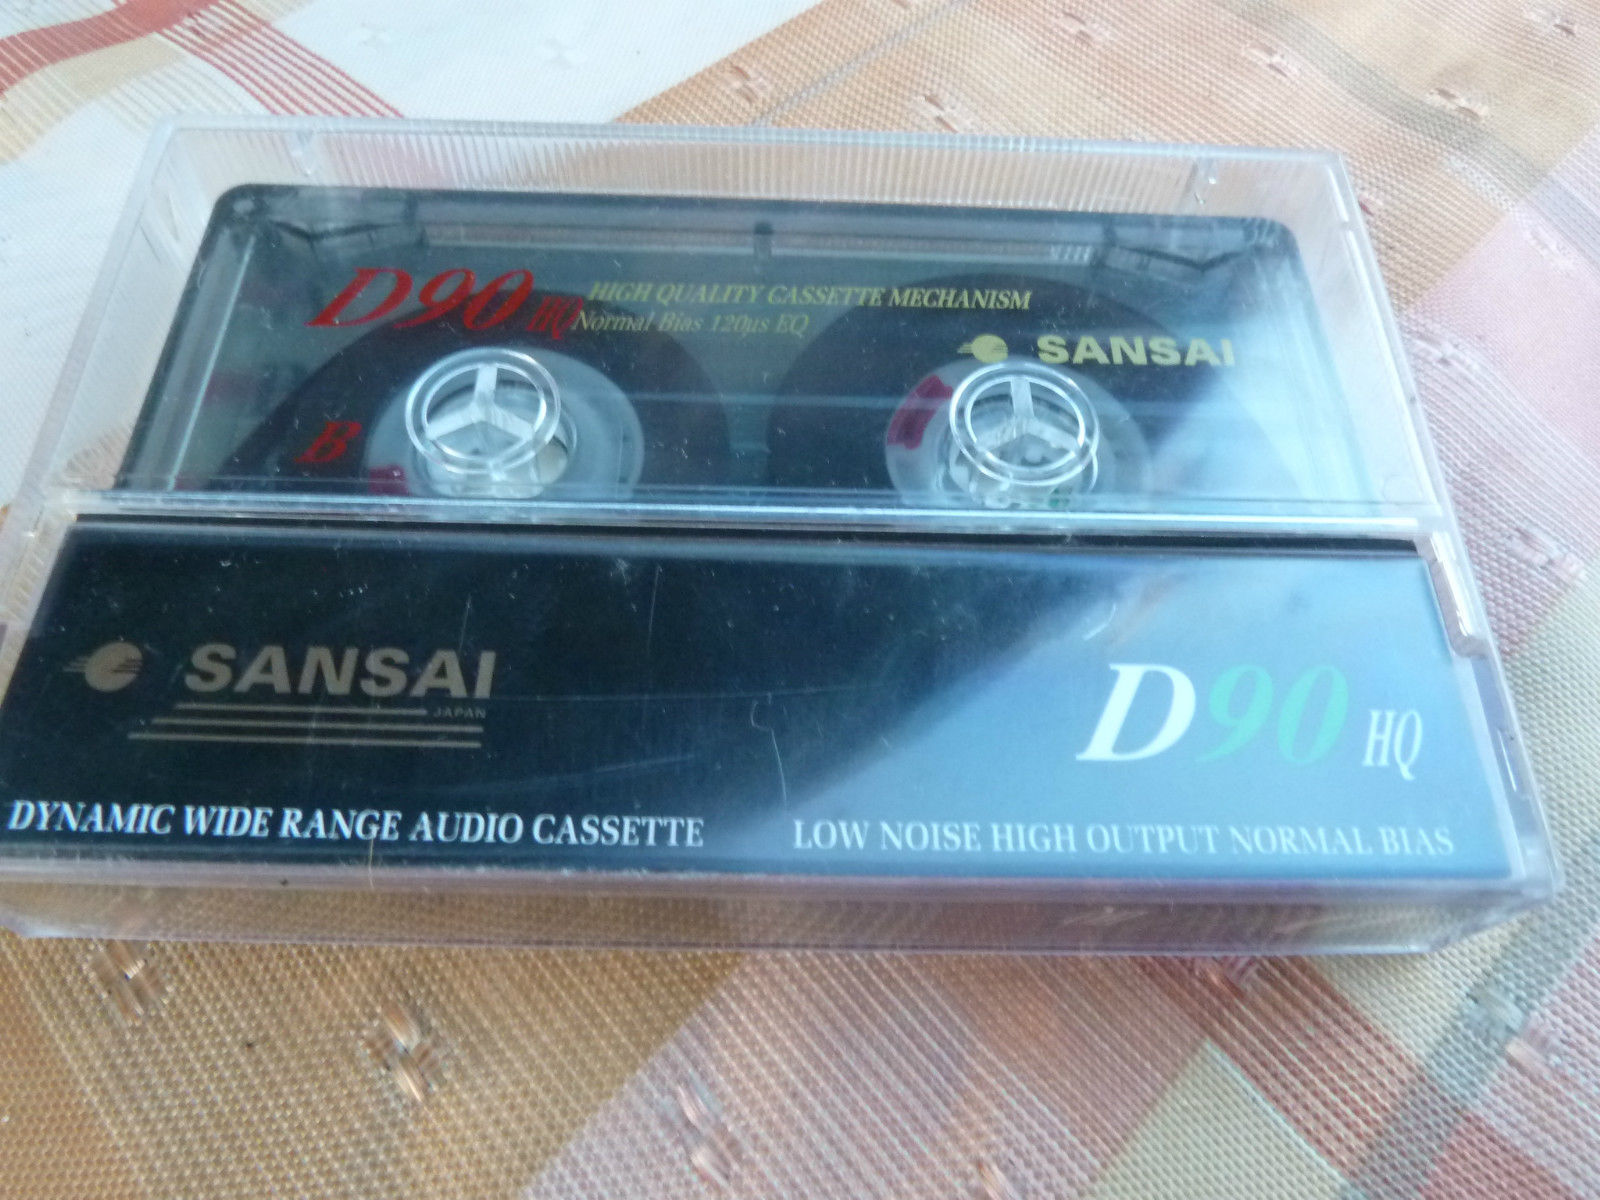 D90 HQ
HIGH QUALITY CASSETTE MECHANISM
Normal Bias 120µs EQ
SANSAI
B
SANSAI
JAPAN
D90 HQ
DYNAMIC WIDE RANGE AUDIO CASSETTE
LOW NOISE HIGH OUTPUT NORMAL BIAS